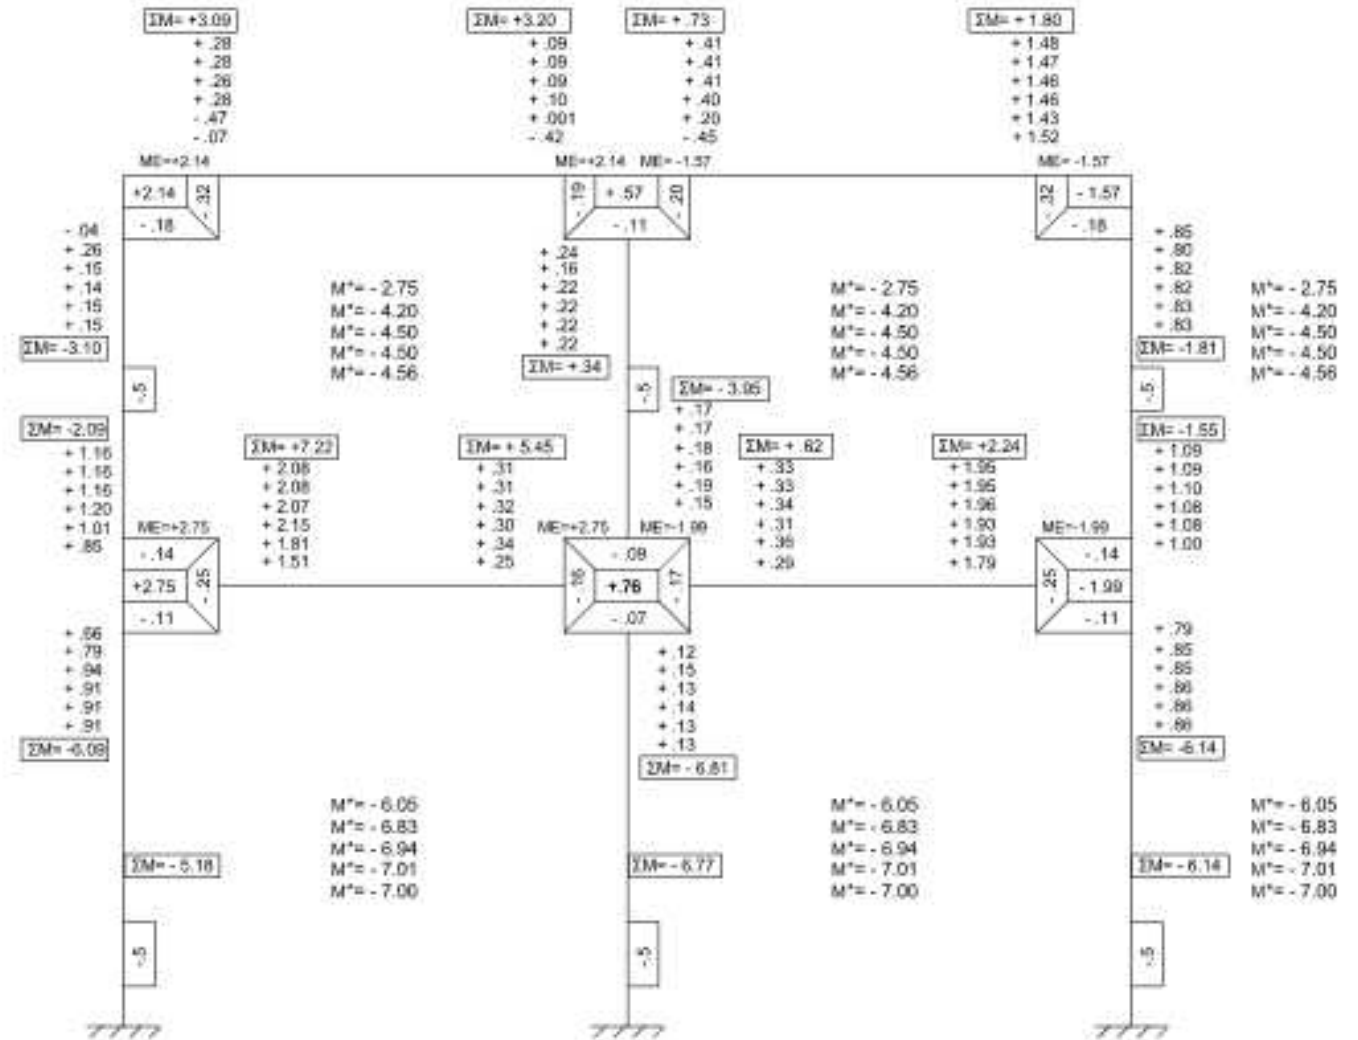 ΣM= +3.09
+ .28
+ .28
+ .26
+ .28
- .47
- .07
ΣM= +3.20
+ .09
+ .09
+ .09
+ .10
+ .001
- .42
ΣM= + .73
+ .41
+ .41
+ .41
+ .40
+ .20
- .45
ΣM= + 1.80
+ 1.48
+ 1.47
+ 1.46
+ 1.46
+ 1.43
+ 1.52
ME=+2.14
ME=+2.14
ME= -1.57
ME= -1.57
+2.14
- .32
- .18
- .19
+ .57
- .20
- .11
- .32
- 1.57
- .18
- .04
+ .26
+ .15
+ .14
+ .15
+ .15
ΣM= -3.10
-.5
M*= - 2.75
M*= - 4.20
M*= - 4.50
M*= - 4.50
M*= - 4.56
+ .24
+ .16
+ .22
+ .22
+ .22
+ .22
ΣM= +.34
-.5
M*= - 2.75
M*= - 4.20
M*= - 4.50
M*= - 4.50
M*= - 4.56
+ .85
+ .80
+ .82
+ .82
+ .83
+ .83
ΣM= -1.81
-.5
M*= - 2.75
M*= - 4.20
M*= - 4.50
M*= - 4.50
M*= - 4.56
ΣM= -2.09
+ 1.16
+ 1.16
+ 1.16
+ 1.20
+ 1.01
+ .85
ΣM= +7.22
+ 2.08
+ 2.08
+ 2.07
+ 2.15
+ 1.81
+ 1.51
ΣM= + 5.45
+ .31
+ .31
+ .32
+ .30
+ .34
+ .25
ΣM= - 3.95
+ .17
+ .17
+ .18
+ .16
+ .19
+ .15
ΣM= + .62
+ .33
+ .33
+ .34
+ .31
+ .36
+ .29
ΣM= +2.24
+ 1.95
+ 1.95
+ 1.96
+ 1.93
+ 1.93
+ 1.79
ΣM= -1.55
+ 1.09
+ 1.09
+ 1.10
+ 1.08
+ 1.08
+ 1.00
ME=+2.75
ME=+2.75
ME=-1.99
ME=-1.99
- .14
+2.75
- .25
- .11
- .09
- .16
+.76
- .17
- .07
- .14
- .25
- 1.99
- .11
+ .66
+ .79
+ .94
+ .91
+ .91
+ .91
ΣM= -6.09
+ .12
+ .15
+ .13
+ .14
+ .13
+ .13
ΣM= - 6.81
+ .79
+ .85
+ .85
+ .86
+ .86
+ .86
ΣM= -6.14
M*= - 6.05
M*= - 6.83
M*= - 6.94
M*= - 7.01
M*= - 7.00
M*= - 6.05
M*= - 6.83
M*= - 6.94
M*= - 7.01
M*= - 7.00
M*= - 6.05
M*= - 6.83
M*= - 6.94
M*= - 7.01
M*= - 7.00
ΣM= - 5.18
ΣM= - 6.77
ΣM= - 6.14
-.5
-.5
-.5